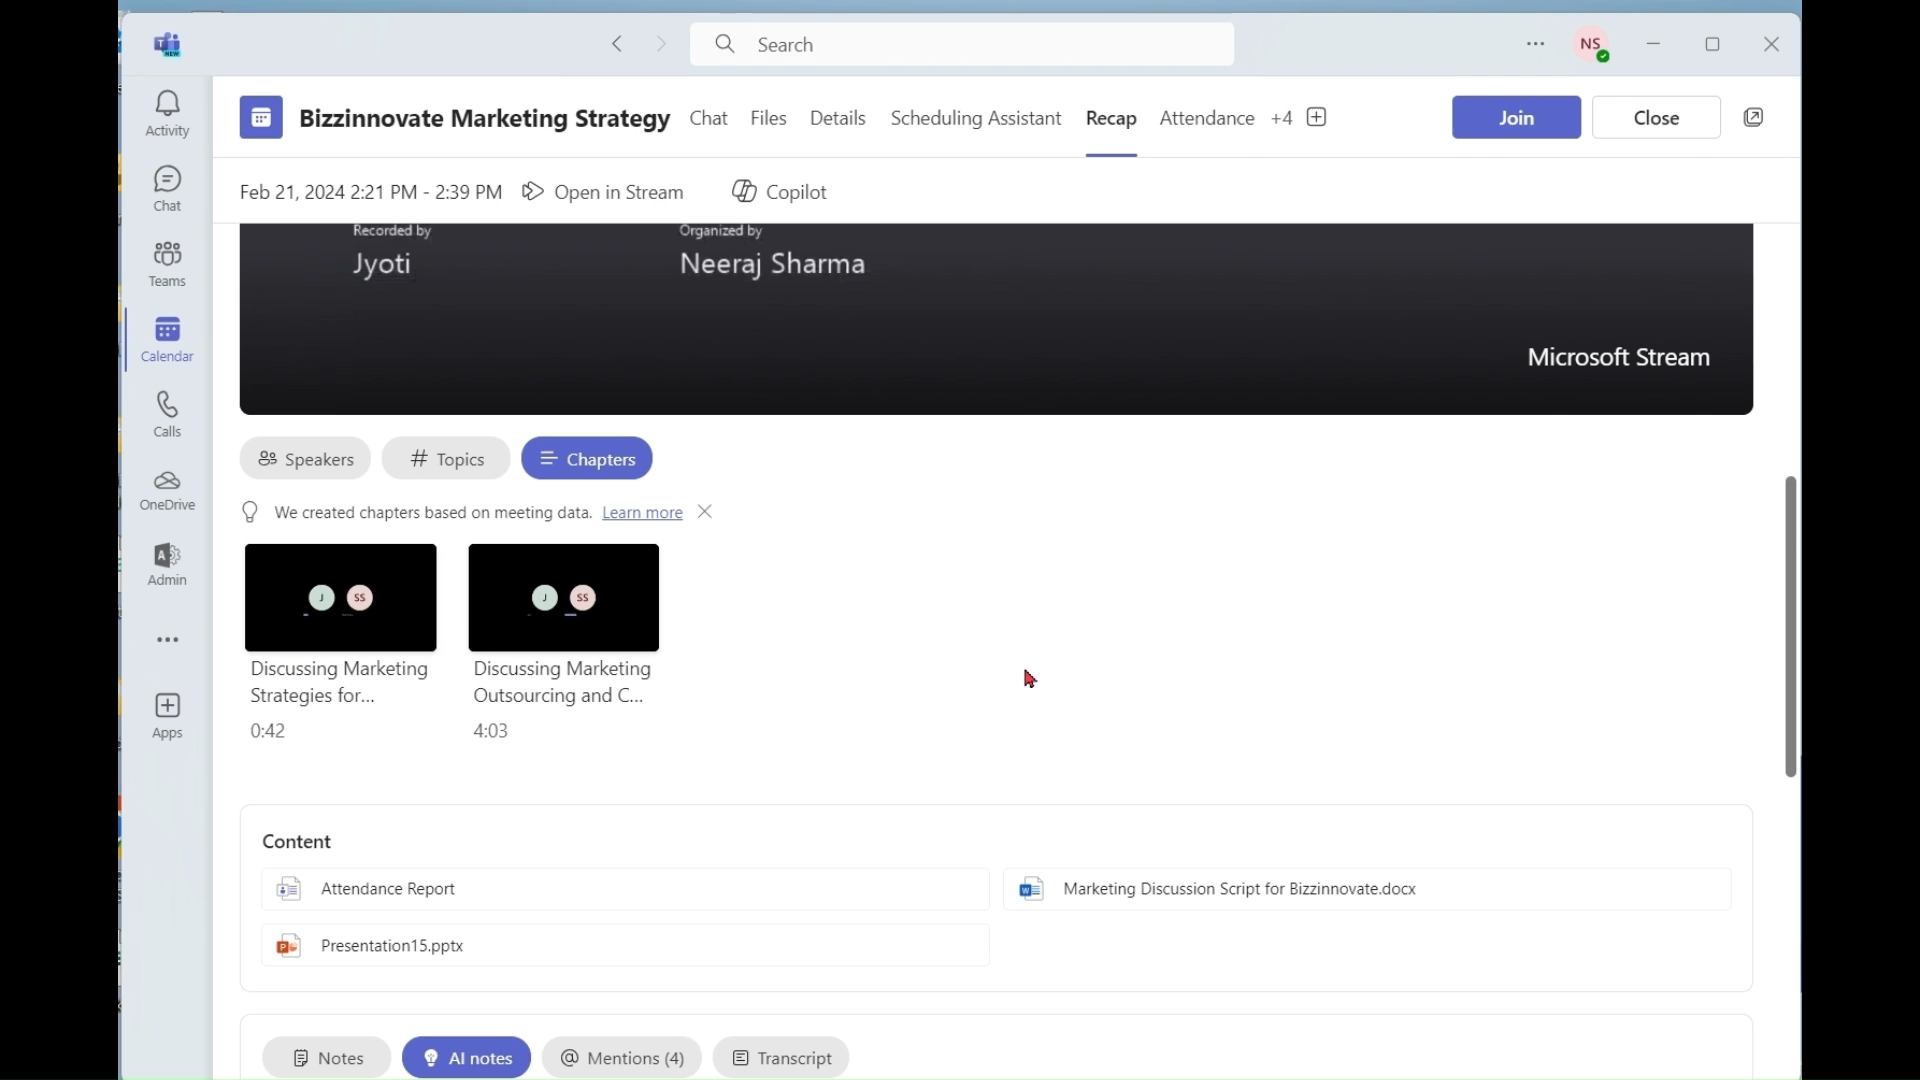 NEW
Search
NS
Activity
Chat
Teams
Calendar
Calls
OneDrive
Admin
Apps
Bizzinnovate Marketing Strategy Chat Files Details Scheduling Assistant Recap Attendance +4
Join Close
Feb 21, 2024 2:21 PM - 2:39 PM Open in Stream Copilot
Recorded by Organized by
Jyoti Neeraj Sharma
Microsoft Stream
Speakers # Topics Chapters
We created chapters based on meeting data. Learn more
J SS J SS
Discussing Marketing Discussing Marketing
Strategies for... Outsourcing and C...
0:42 4:03
Content
Attendance Report Marketing Discussion Script for Bizzinnovate.docx
Presentation15.pptx
Notes AI notes @ Mentions (4) Transcript